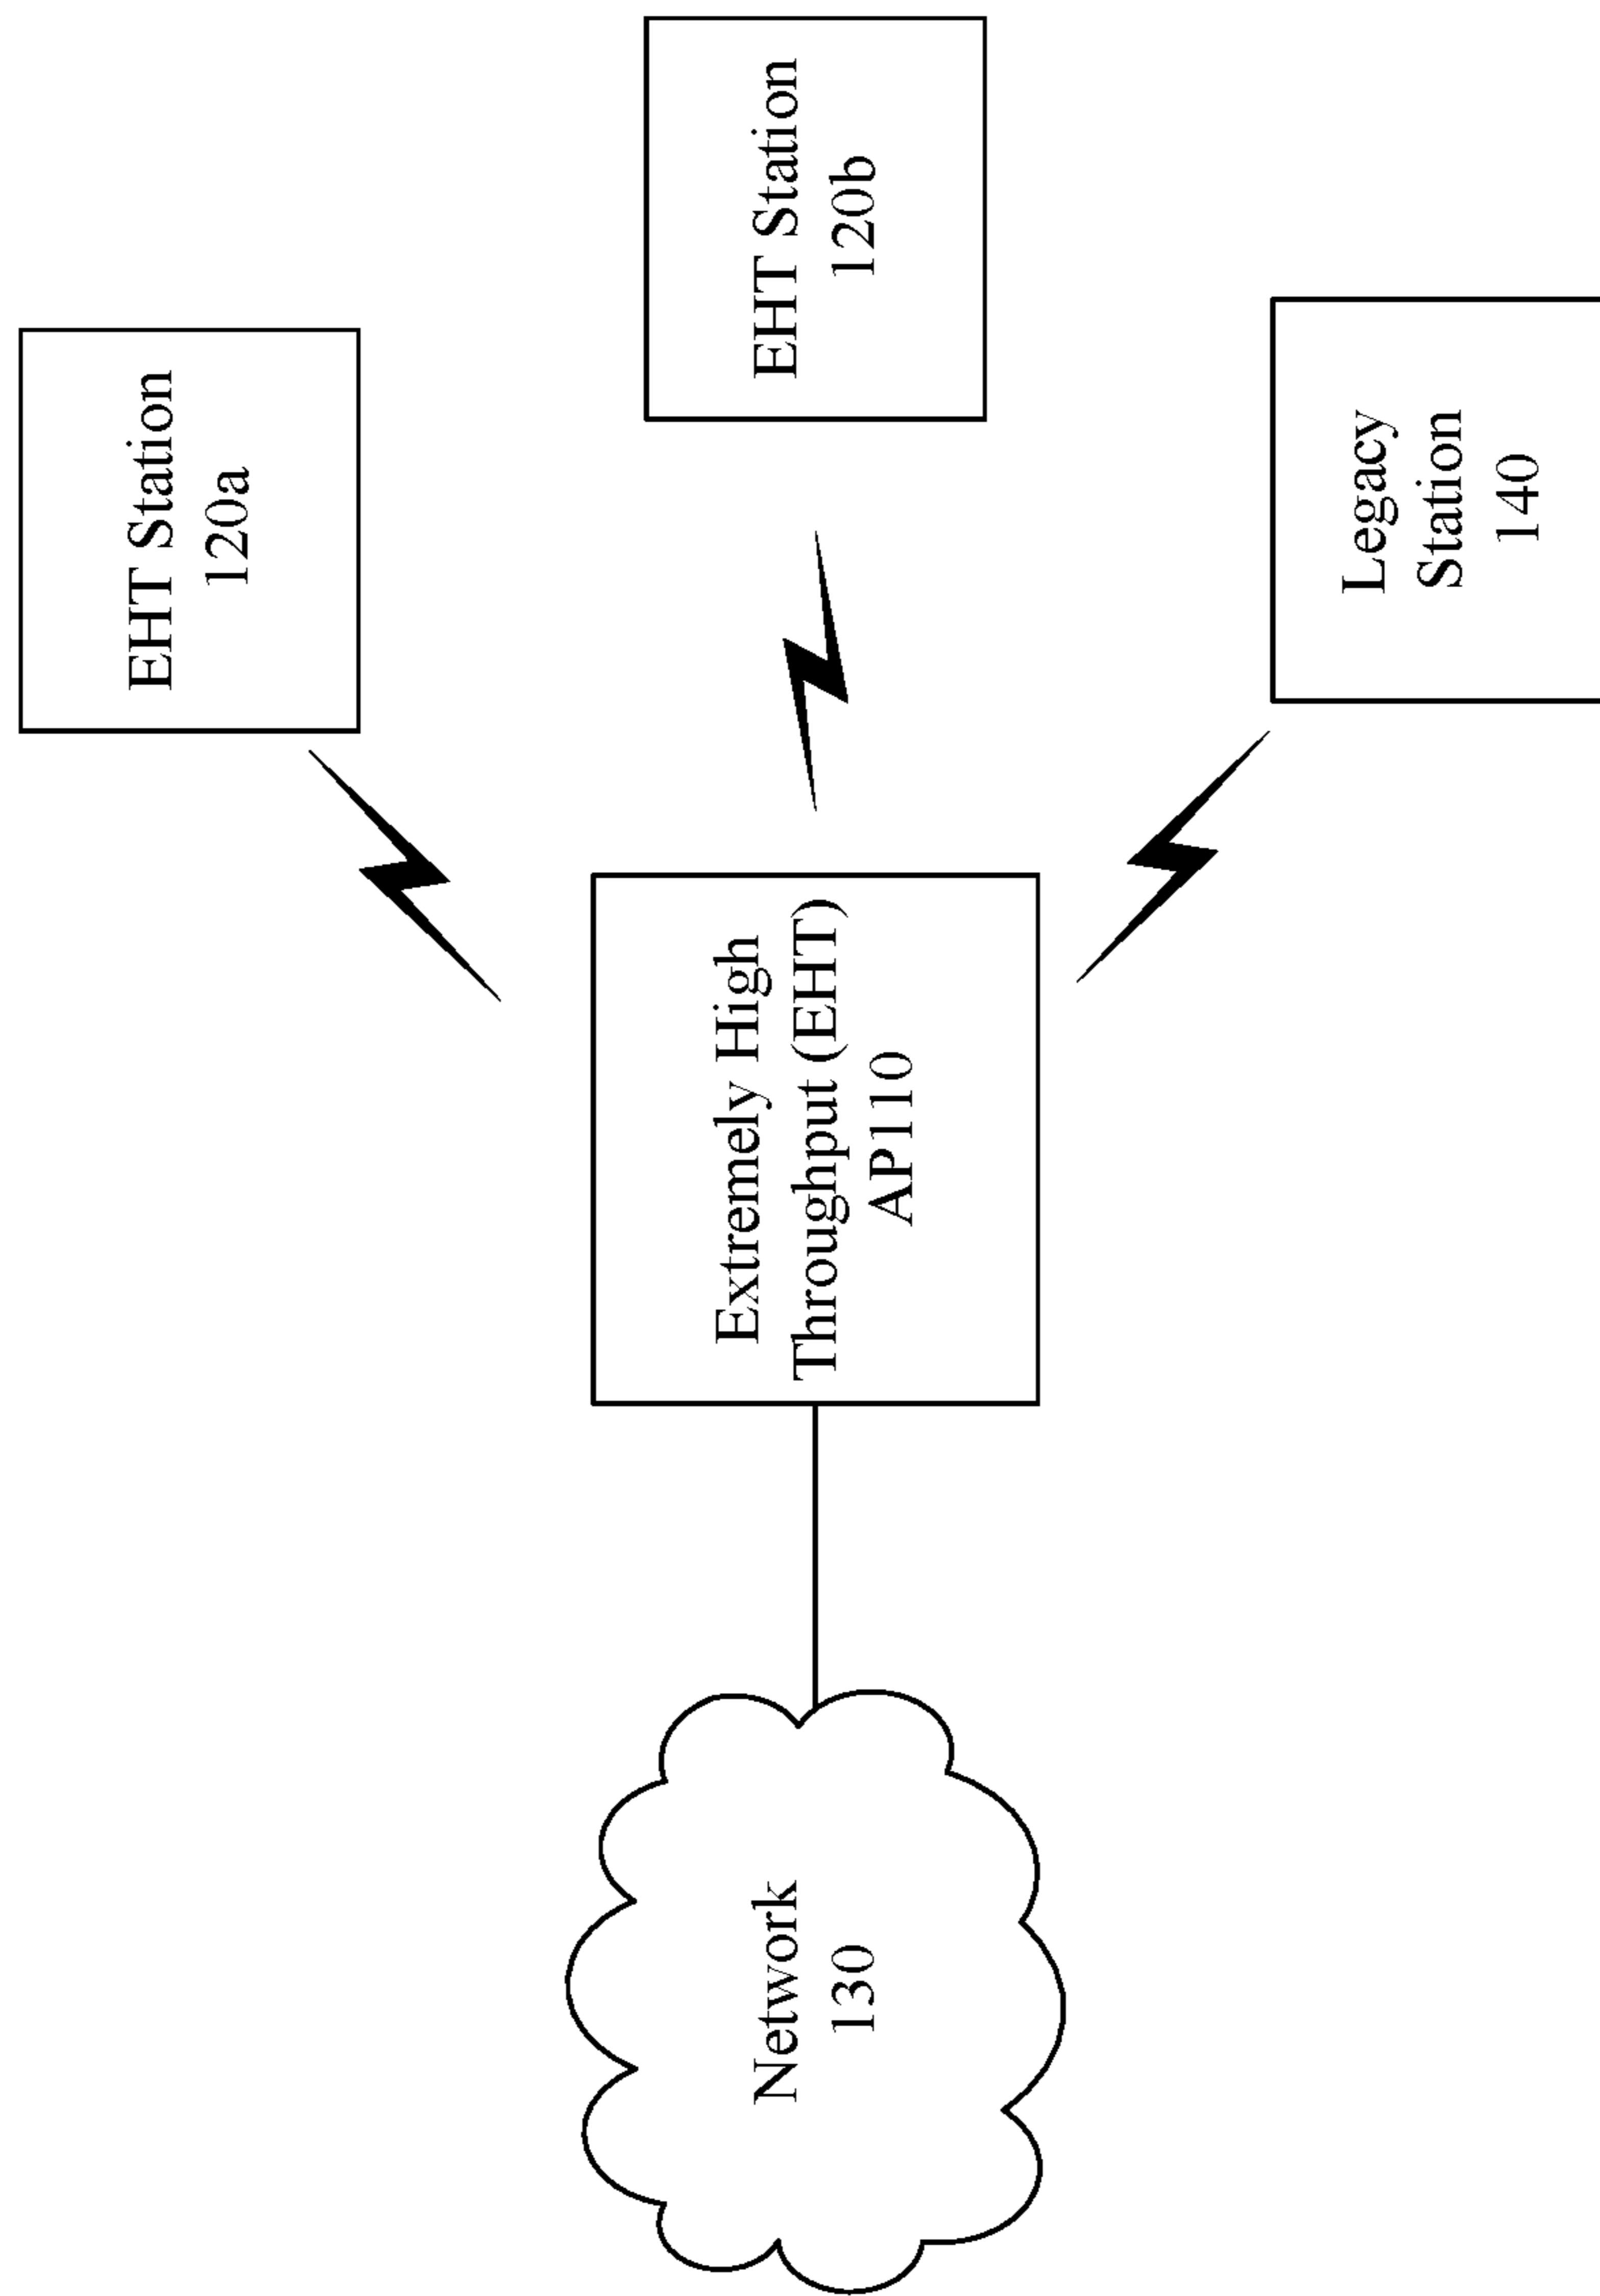 EHT Station
120a
EHT Station
120b
Legacy
Station
140
Extremely High
Throughput (EHT)
AP110
Network
130